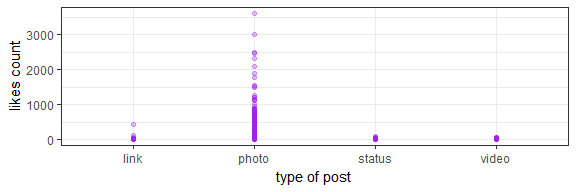 likes count
3000
2000
1000
0
link photo status video
type of post